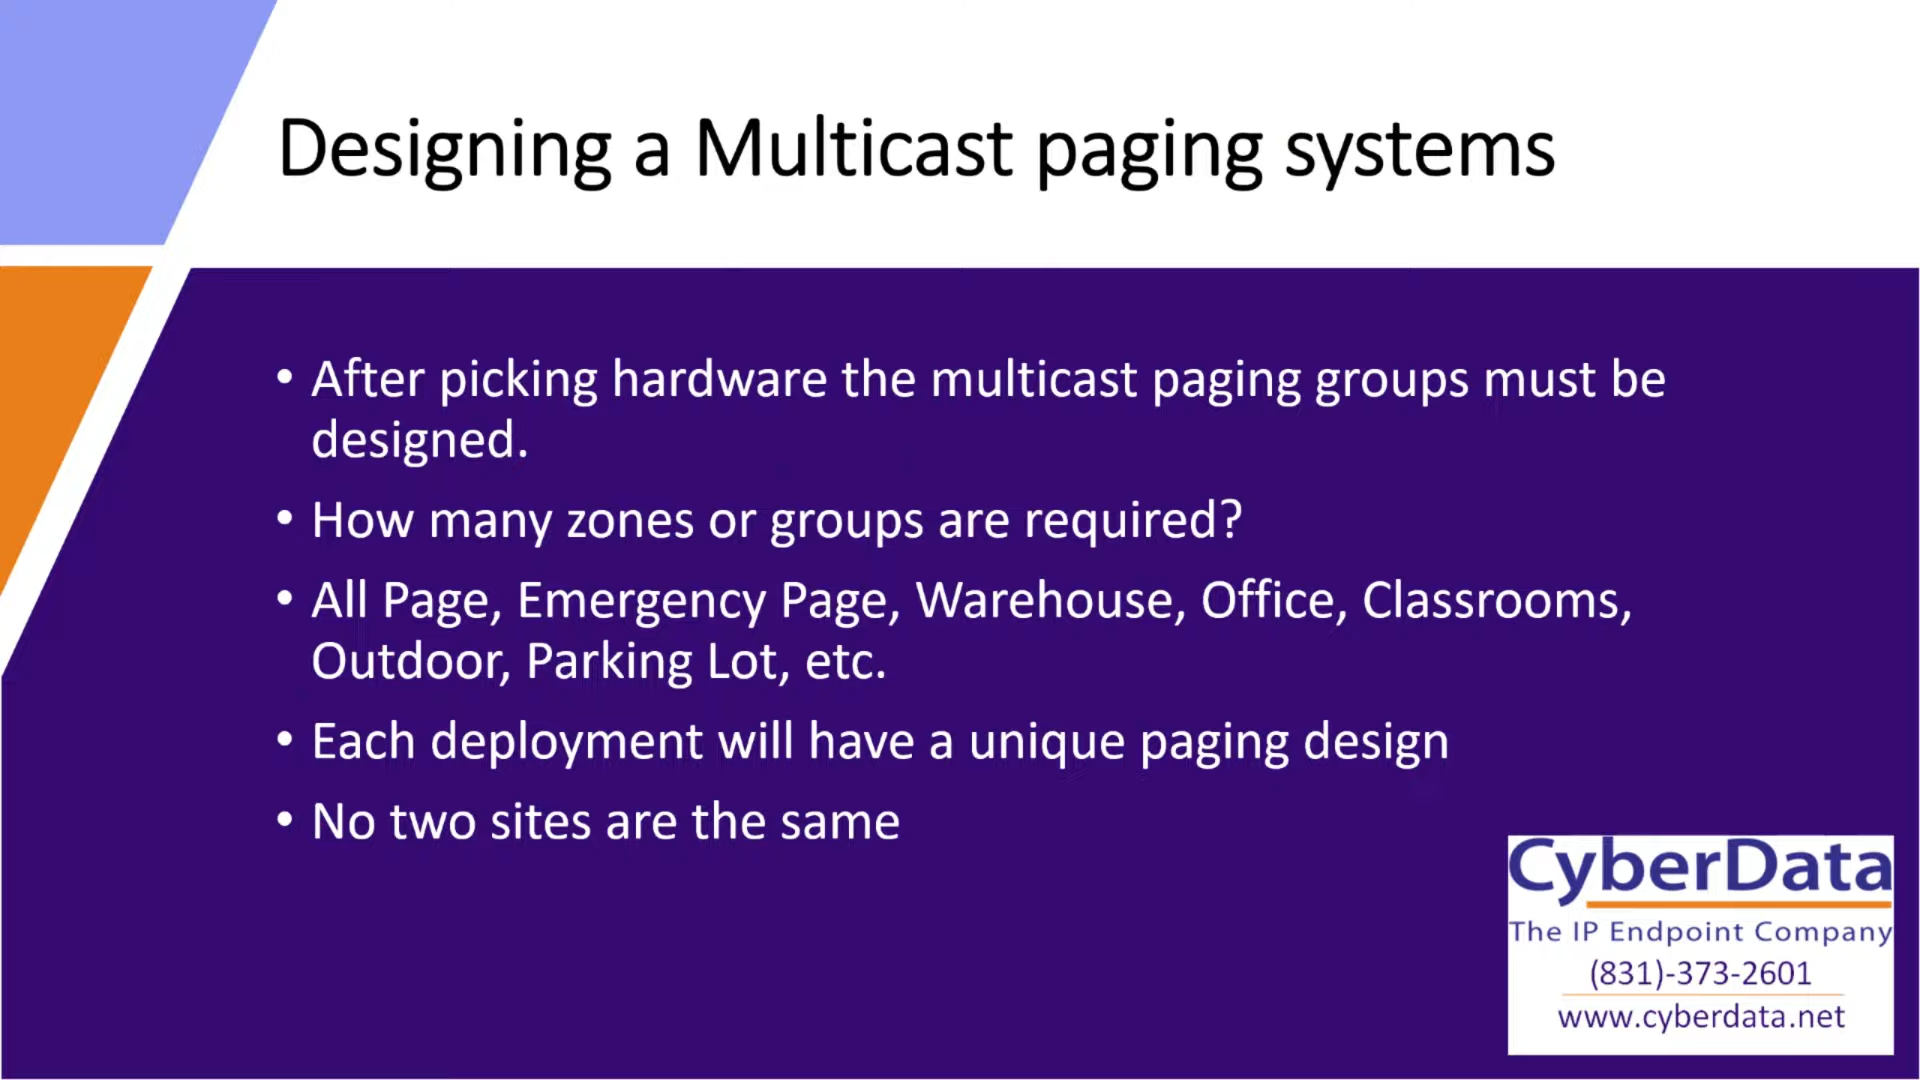 Designing a Multicast paging systems
• After picking hardware the multicast paging groups must be
designed.
• How many zones or groups are required?
• All Page, Emergency Page, Warehouse, Office, Classrooms,
Outdoor, Parking Lot, etc.
• Each deployment will have a unique paging design
• No two sites are the same
CyberData
The IP Endpoint Company
(831)-373-2601
www.cyberdata.net